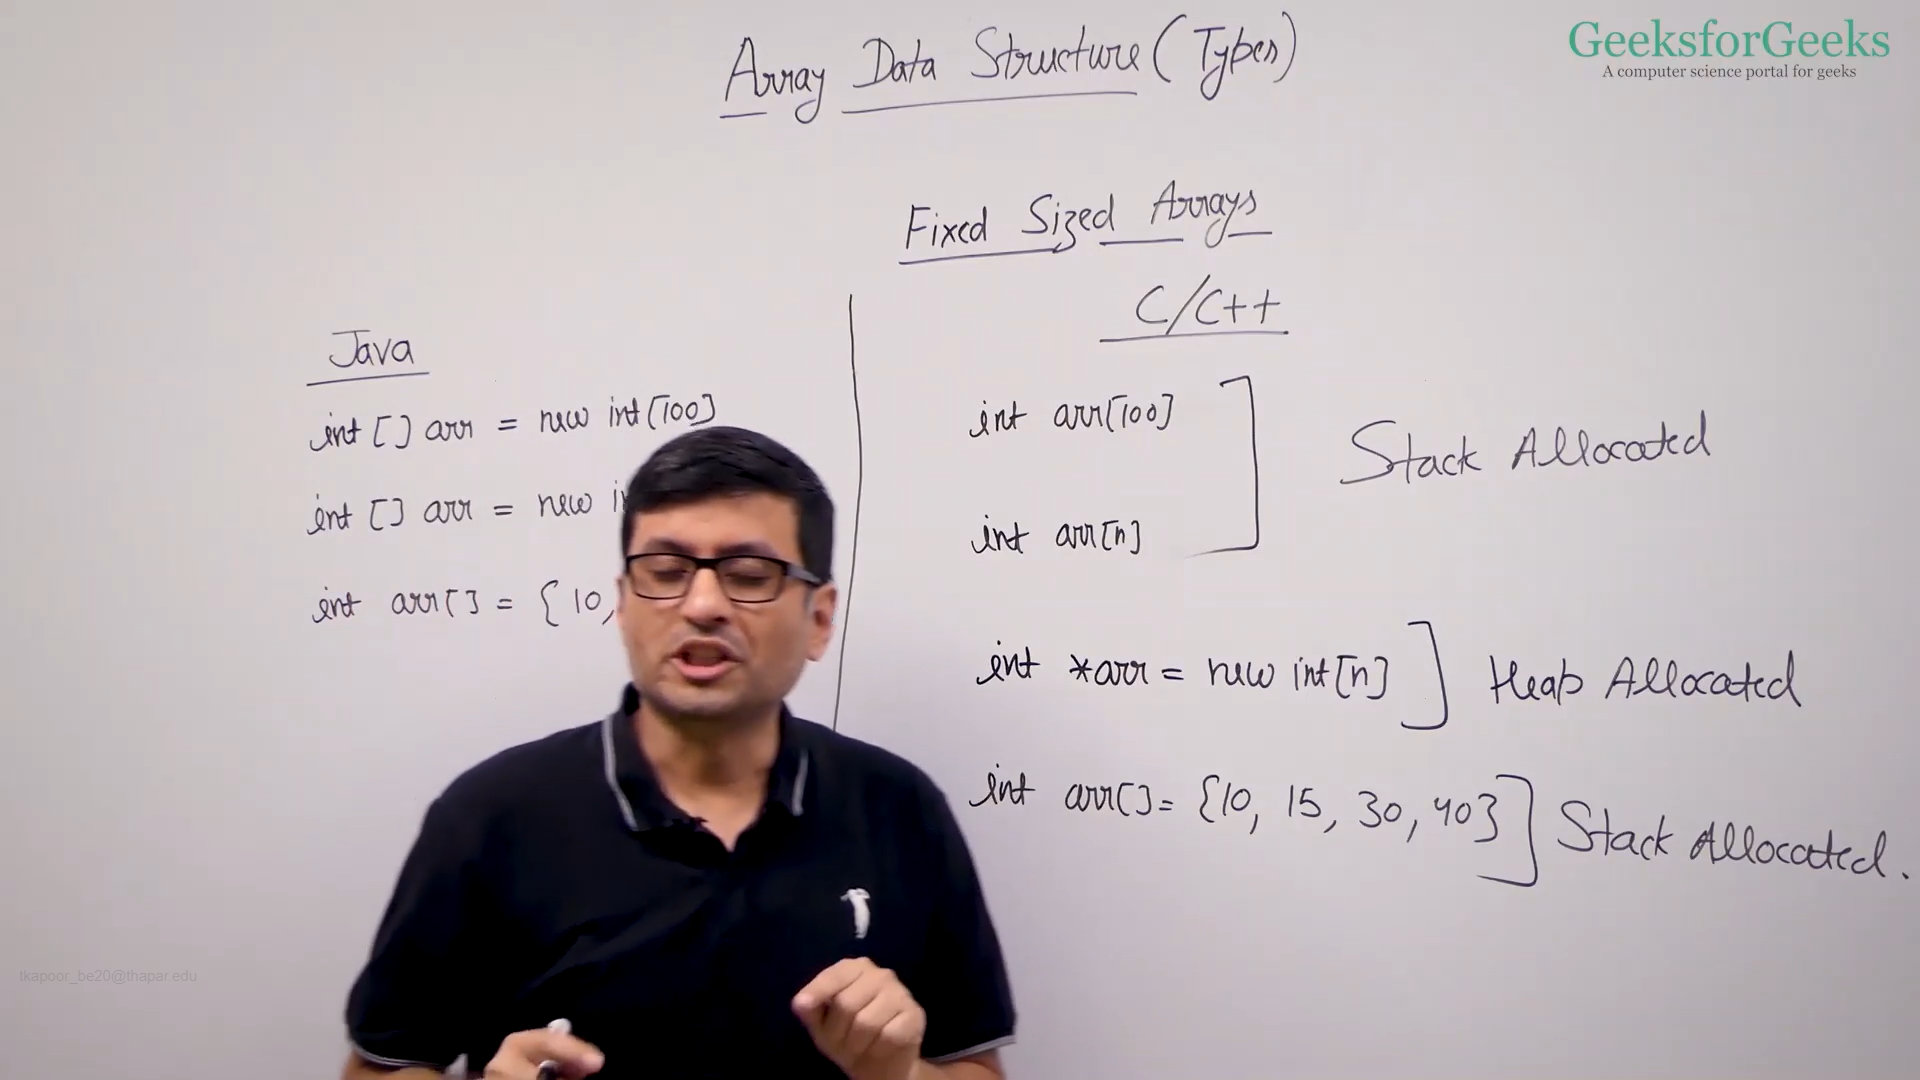 GeeksforGeeks
A computer science portal for geeks
Array Data Structure (Types)
Fixed Sized Arrays
Java
int [] arr = new int[100]
int [] arr = new in
int arr[] = {10,
C/C++
int arr[100]
int arr[n]
Stack Allocated
int *arr = new int[n]
Heap Allocated
int arr[] = {10, 15, 30, 40}
Stack Allocated.
tkapoor_be20@thapar.edu